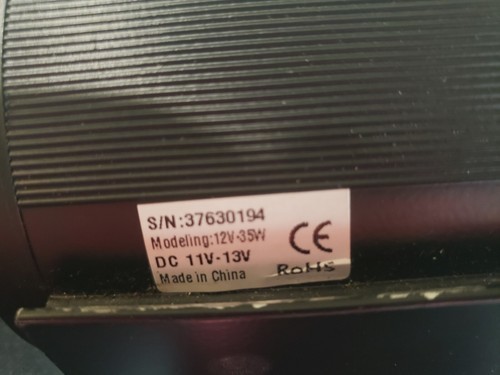 S/N:37630194
Modeling:12V-35W
DC 11V-13V
Made in China
CE
RoHS